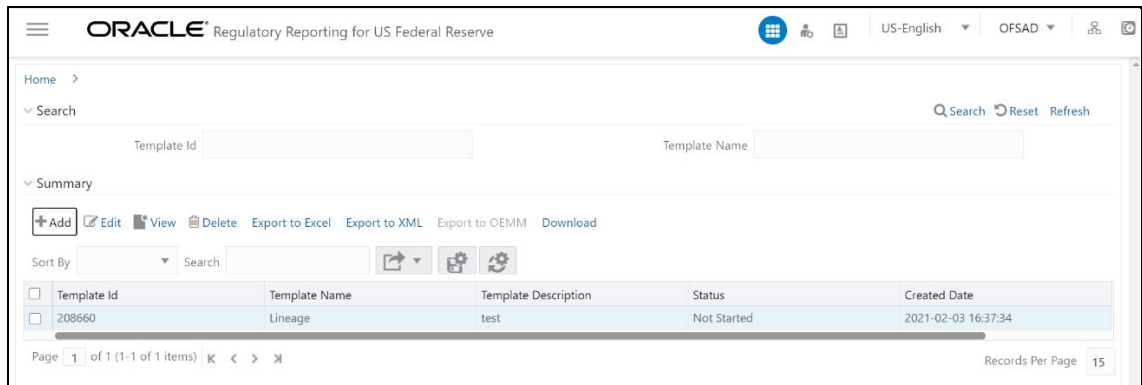 ORACLE® Regulatory Reporting for US Federal Reserve US-English OFSAD
Home >
Search Search Reset Refresh
Template Id Template Name
Summary
Add Edit View Delete Export to Excel Export to XML Export to OEMM Download
Sort By Search
Template Id Template Name Template Description Status Created Date
208660 Lineage test Not Started 2021-02-03 16:37:34
Page 1 of 1 (1-1 of 1 items) Records Per Page 15